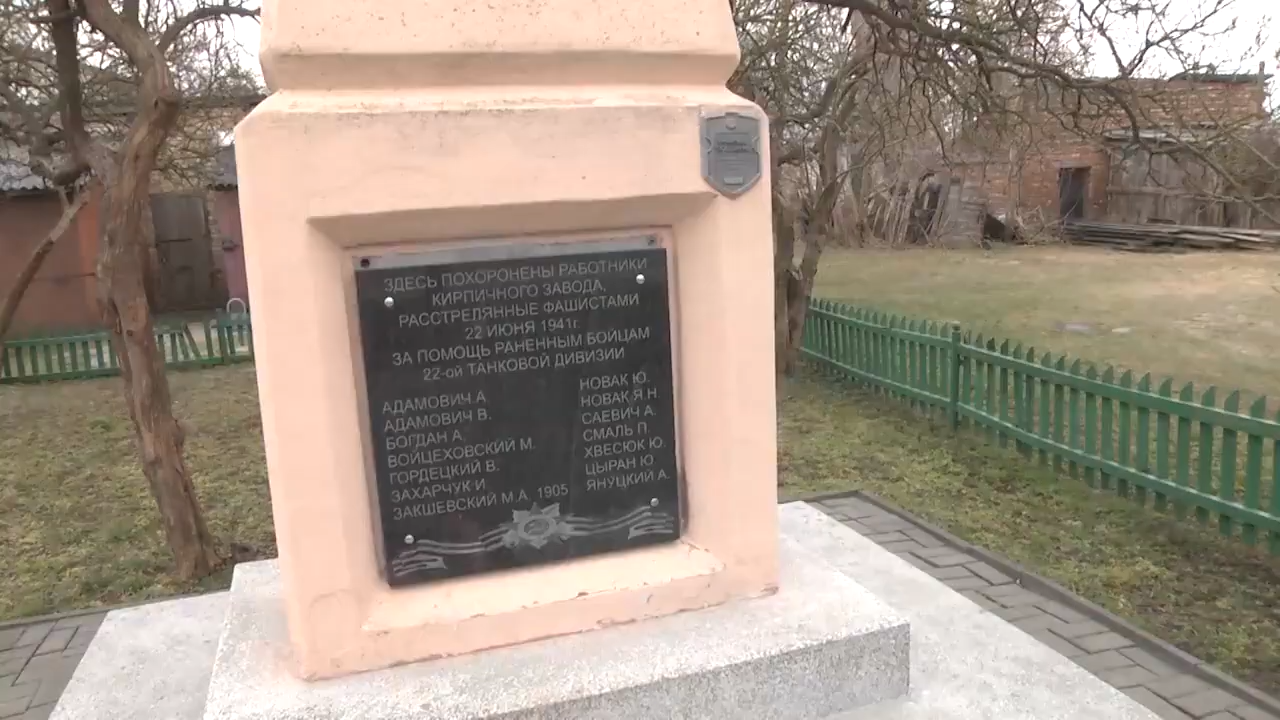 ЗДЕСЬ ПОХОРОНЕНЫ РАБОТНИКИ
КИРПИЧНОГО ЗАВОДА,
РАССТРЕЛЯННЫЕ ФАШИСТАМИ
22 ИЮНЯ 1941г.
ЗА ПОМОЩЬ РАНЕННЫМ БОЙЦАМ
22-ой ТАНКОВОЙ ДИВИЗИИ
АДАМОВИЧ А.
АДАМОВИЧ В.
БОГДАН А.
ВОЙЦЕХОВСКИЙ М.
ГОРДЕЦКИЙ В.
ЗАХАРЧУК И.
ЗАКШЕВСКИЙ М.А. 1905
НОВАК Ю.
НОВАК Я.Н.
САЕВИЧ А.
СМАЛЬ П.
ХВЕСЮК Ю.
ЦЫРАН Ю.
ЯНУЦКИЙ А.